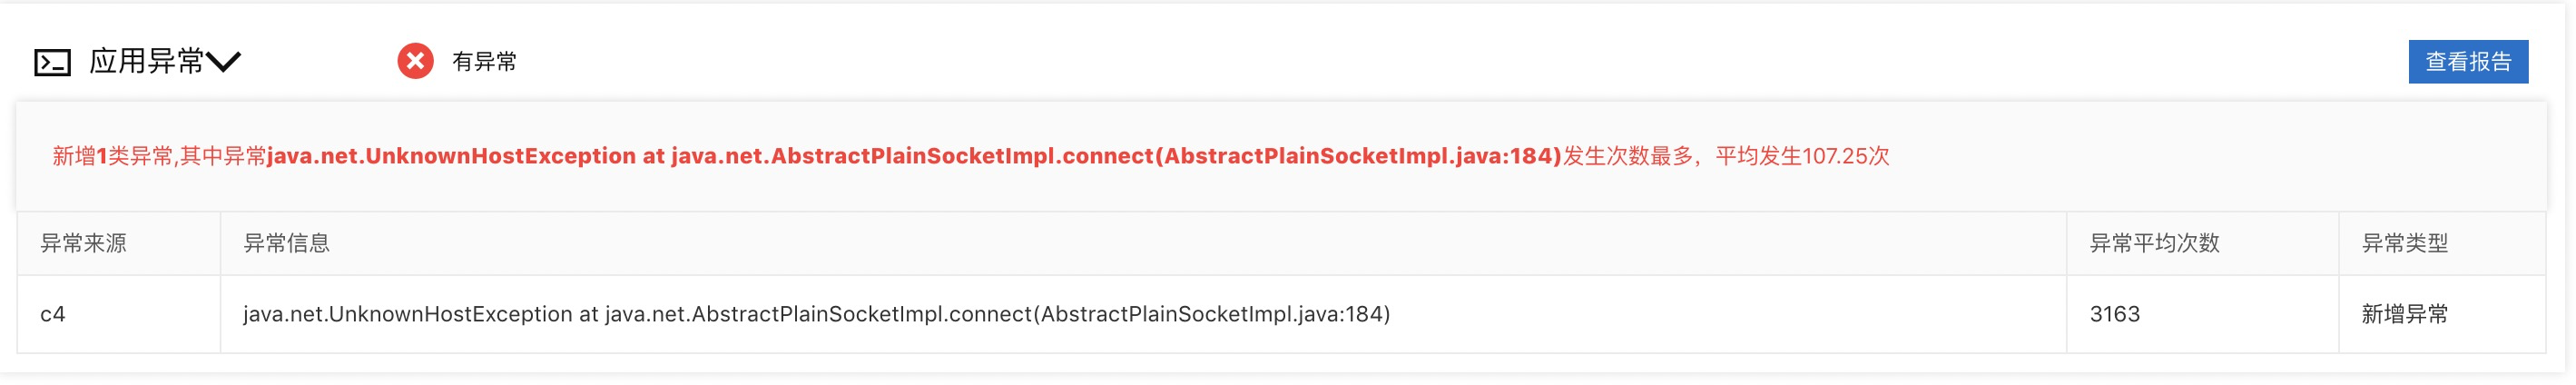 应用异常
有异常
查看报告
新增1类异常,其中异常java.net.UnknownHostException at java.net.AbstractPlainSocketImpl.connect(AbstractPlainSocketImpl.java:184)发生次数最多，平均发生107.25次
异常来源 异常信息 异常平均次数 异常类型
c4 java.net.UnknownHostException at java.net.AbstractPlainSocketImpl.connect(AbstractPlainSocketImpl.java:184) 3163 新增异常